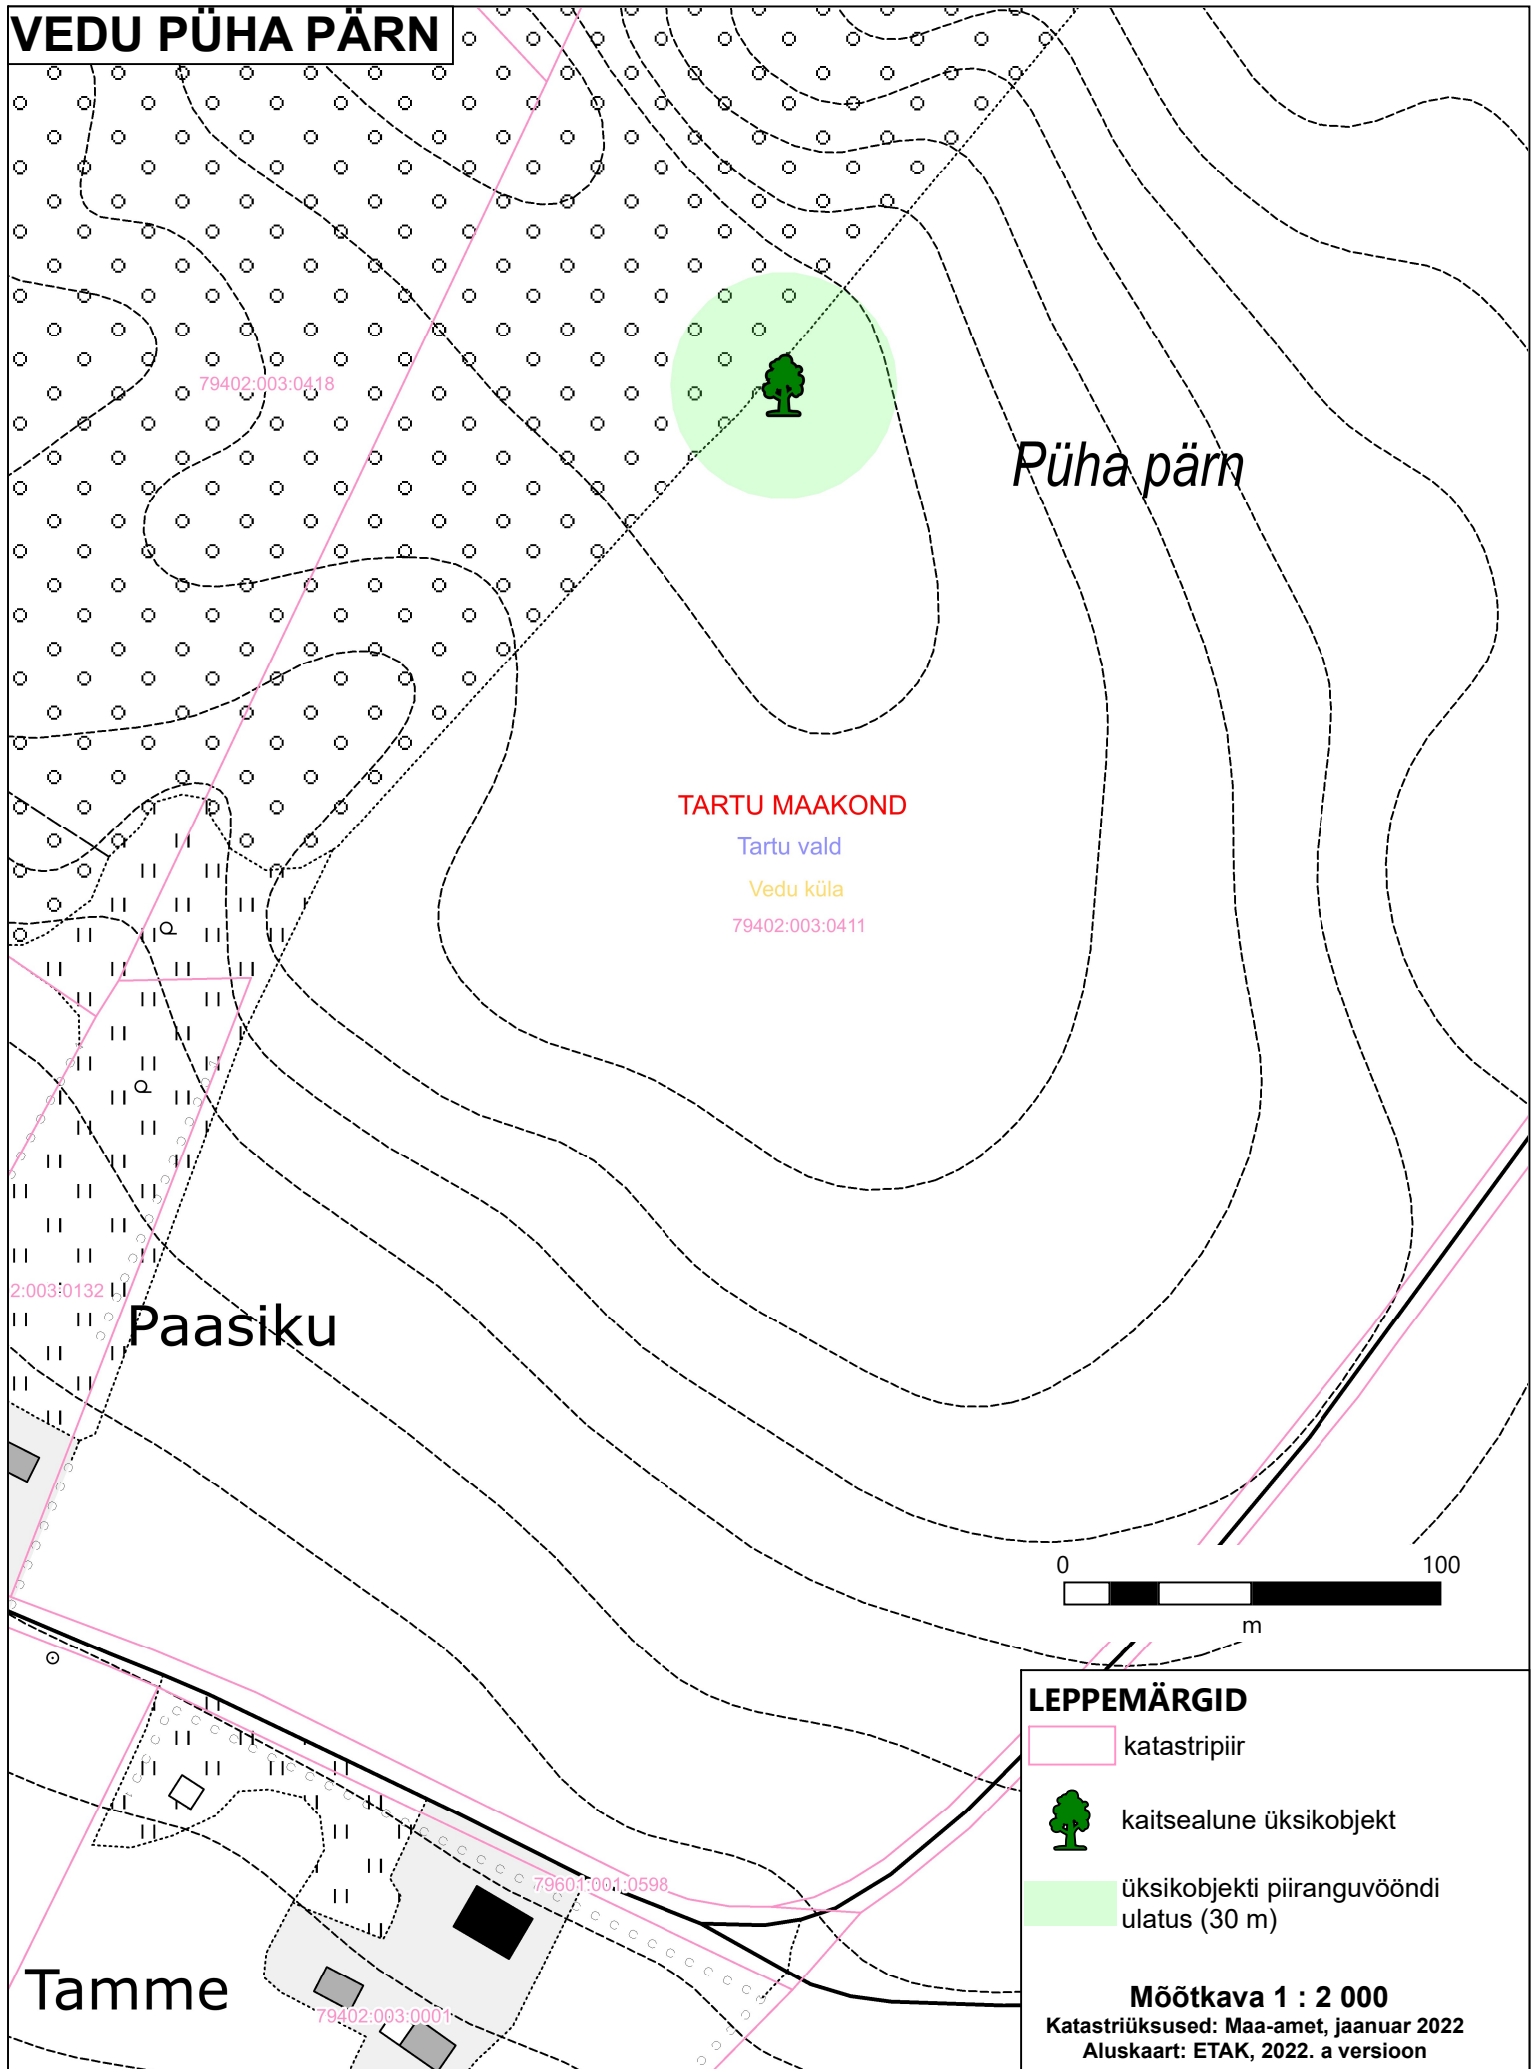 VEDU PÜHA PÄRN
79402:003:0418
Püha pärn
TARTU MAAKOND
Tartu vald
Vedu küla
79402:003:0411
2:003:0132
Paasiku
0 100
m
LEPPEMÄRGID
katastripiir
kaitsealune üksikobjekt
üksikobjekti piiranguvööndi
ulatus (30 m)
79601:001:0598
Tamme
79402:003:0001
Mõõtkava 1 : 2 000
Katastriüksused: Maa-amet, jaanuar 2022
Aluskaart: ETAK, 2022. a versioon